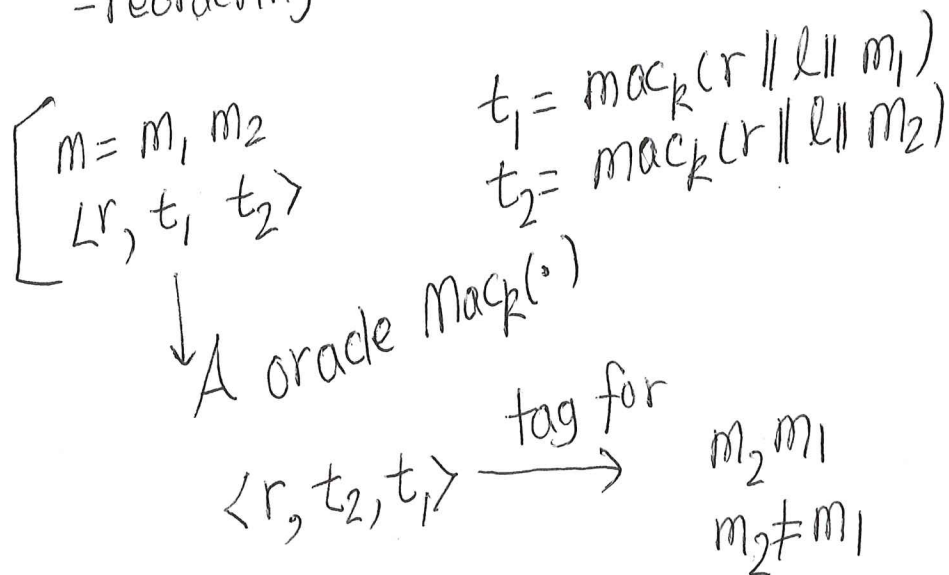 - reordering
m = m₁ m₂
<r, t₁ t₂>
t₁ = mac_k(r || l || m₁)
t₂ = mac_k(r || l || m₂)
A oracle Mac_k(·)
<r, t₂, t₁> tag for m₂ m₁
m₂ ≠ m₁